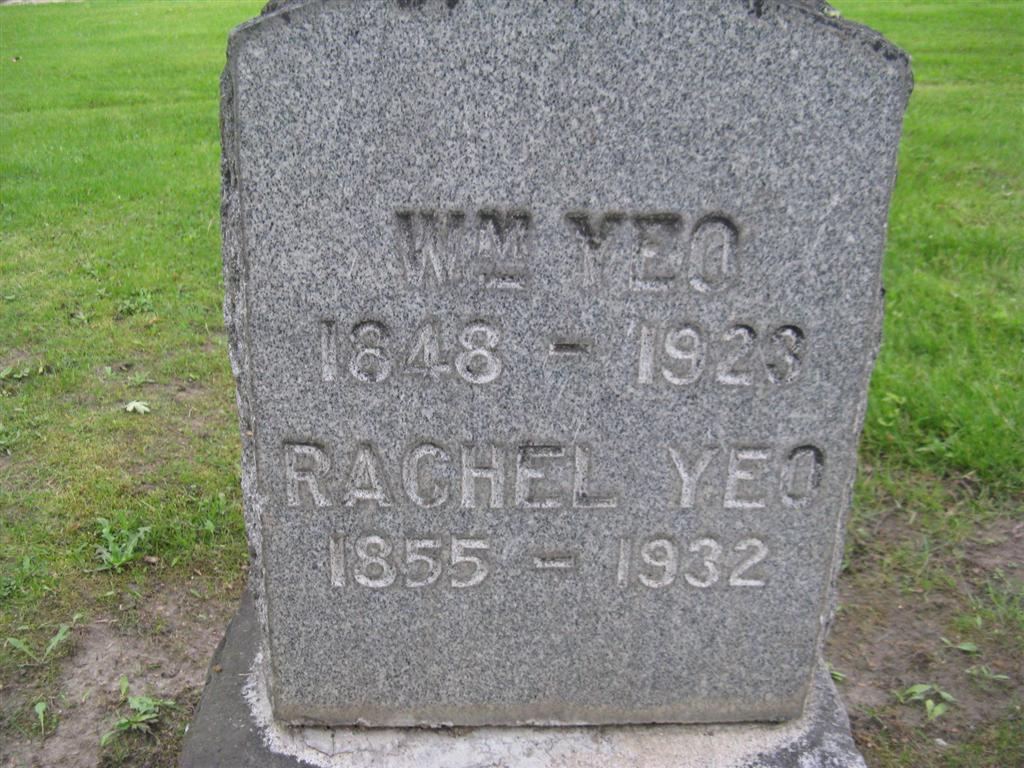 WM YEO
1848 - 1923
RACHEL YEO
1855 - 1932